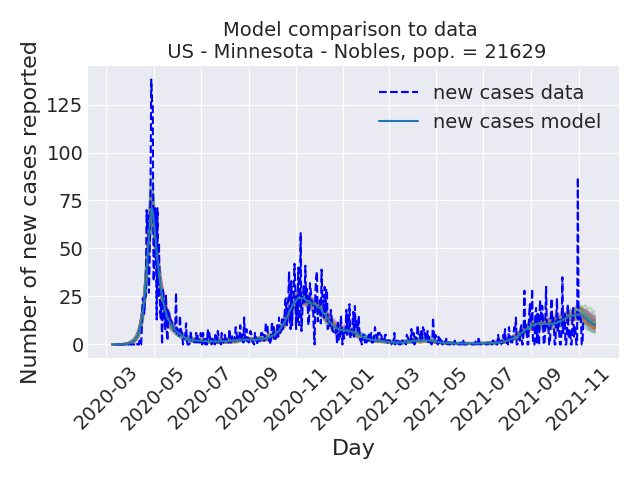 Model comparison to data
US - Minnesota - Nobles, pop. = 21629
Number of new cases reported
125
100
75
50
25
0
new cases data
new cases model
2020-03
2020-05
2020-07
2020-09
2020-11
2021-01
2021-03
2021-05
2021-07
2021-09
2021-11
Day